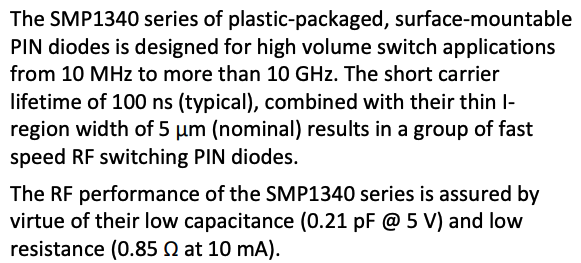 The SMP1340 series of plastic-packaged, surface-mountable
PIN diodes is designed for high volume switch applications
from 10 MHz to more than 10 GHz. The short carrier
lifetime of 100 ns (typical), combined with their thin I-
region width of 5 µm (nominal) results in a group of fast
speed RF switching PIN diodes.
The RF performance of the SMP1340 series is assured by
virtue of their low capacitance (0.21 pF @ 5 V) and low
resistance (0.85 Ω at 10 mA).